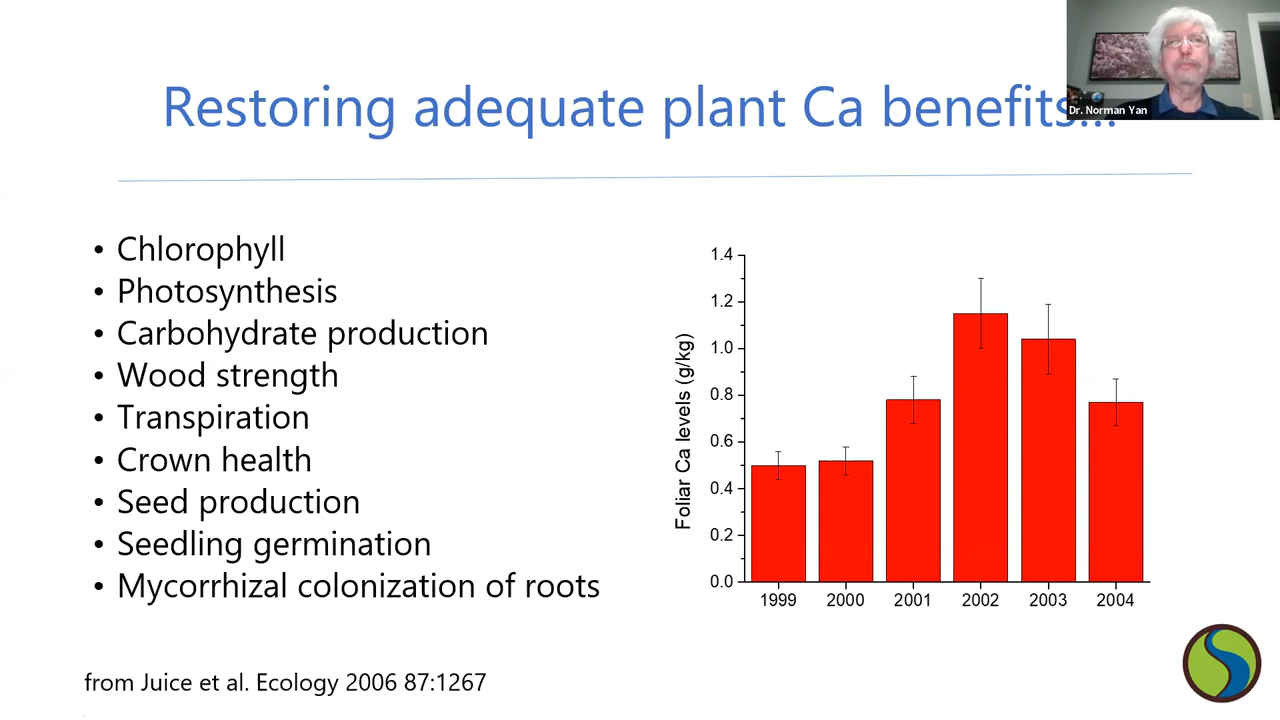 Restoring adequate plant Ca benefits...
Dr. Norman Yan
• Chlorophyll
• Photosynthesis
• Carbohydrate production
• Wood strength
• Transpiration
• Crown health
• Seed production
• Seedling germination
• Mycorrhizal colonization of roots
Foliar Ca levels (g/kg)
1.4
1.2
1.0
0.8
0.6
0.4
0.2
0.0
1999 2000 2001 2002 2003 2004
from Juice et al. Ecology 2006 87:1267